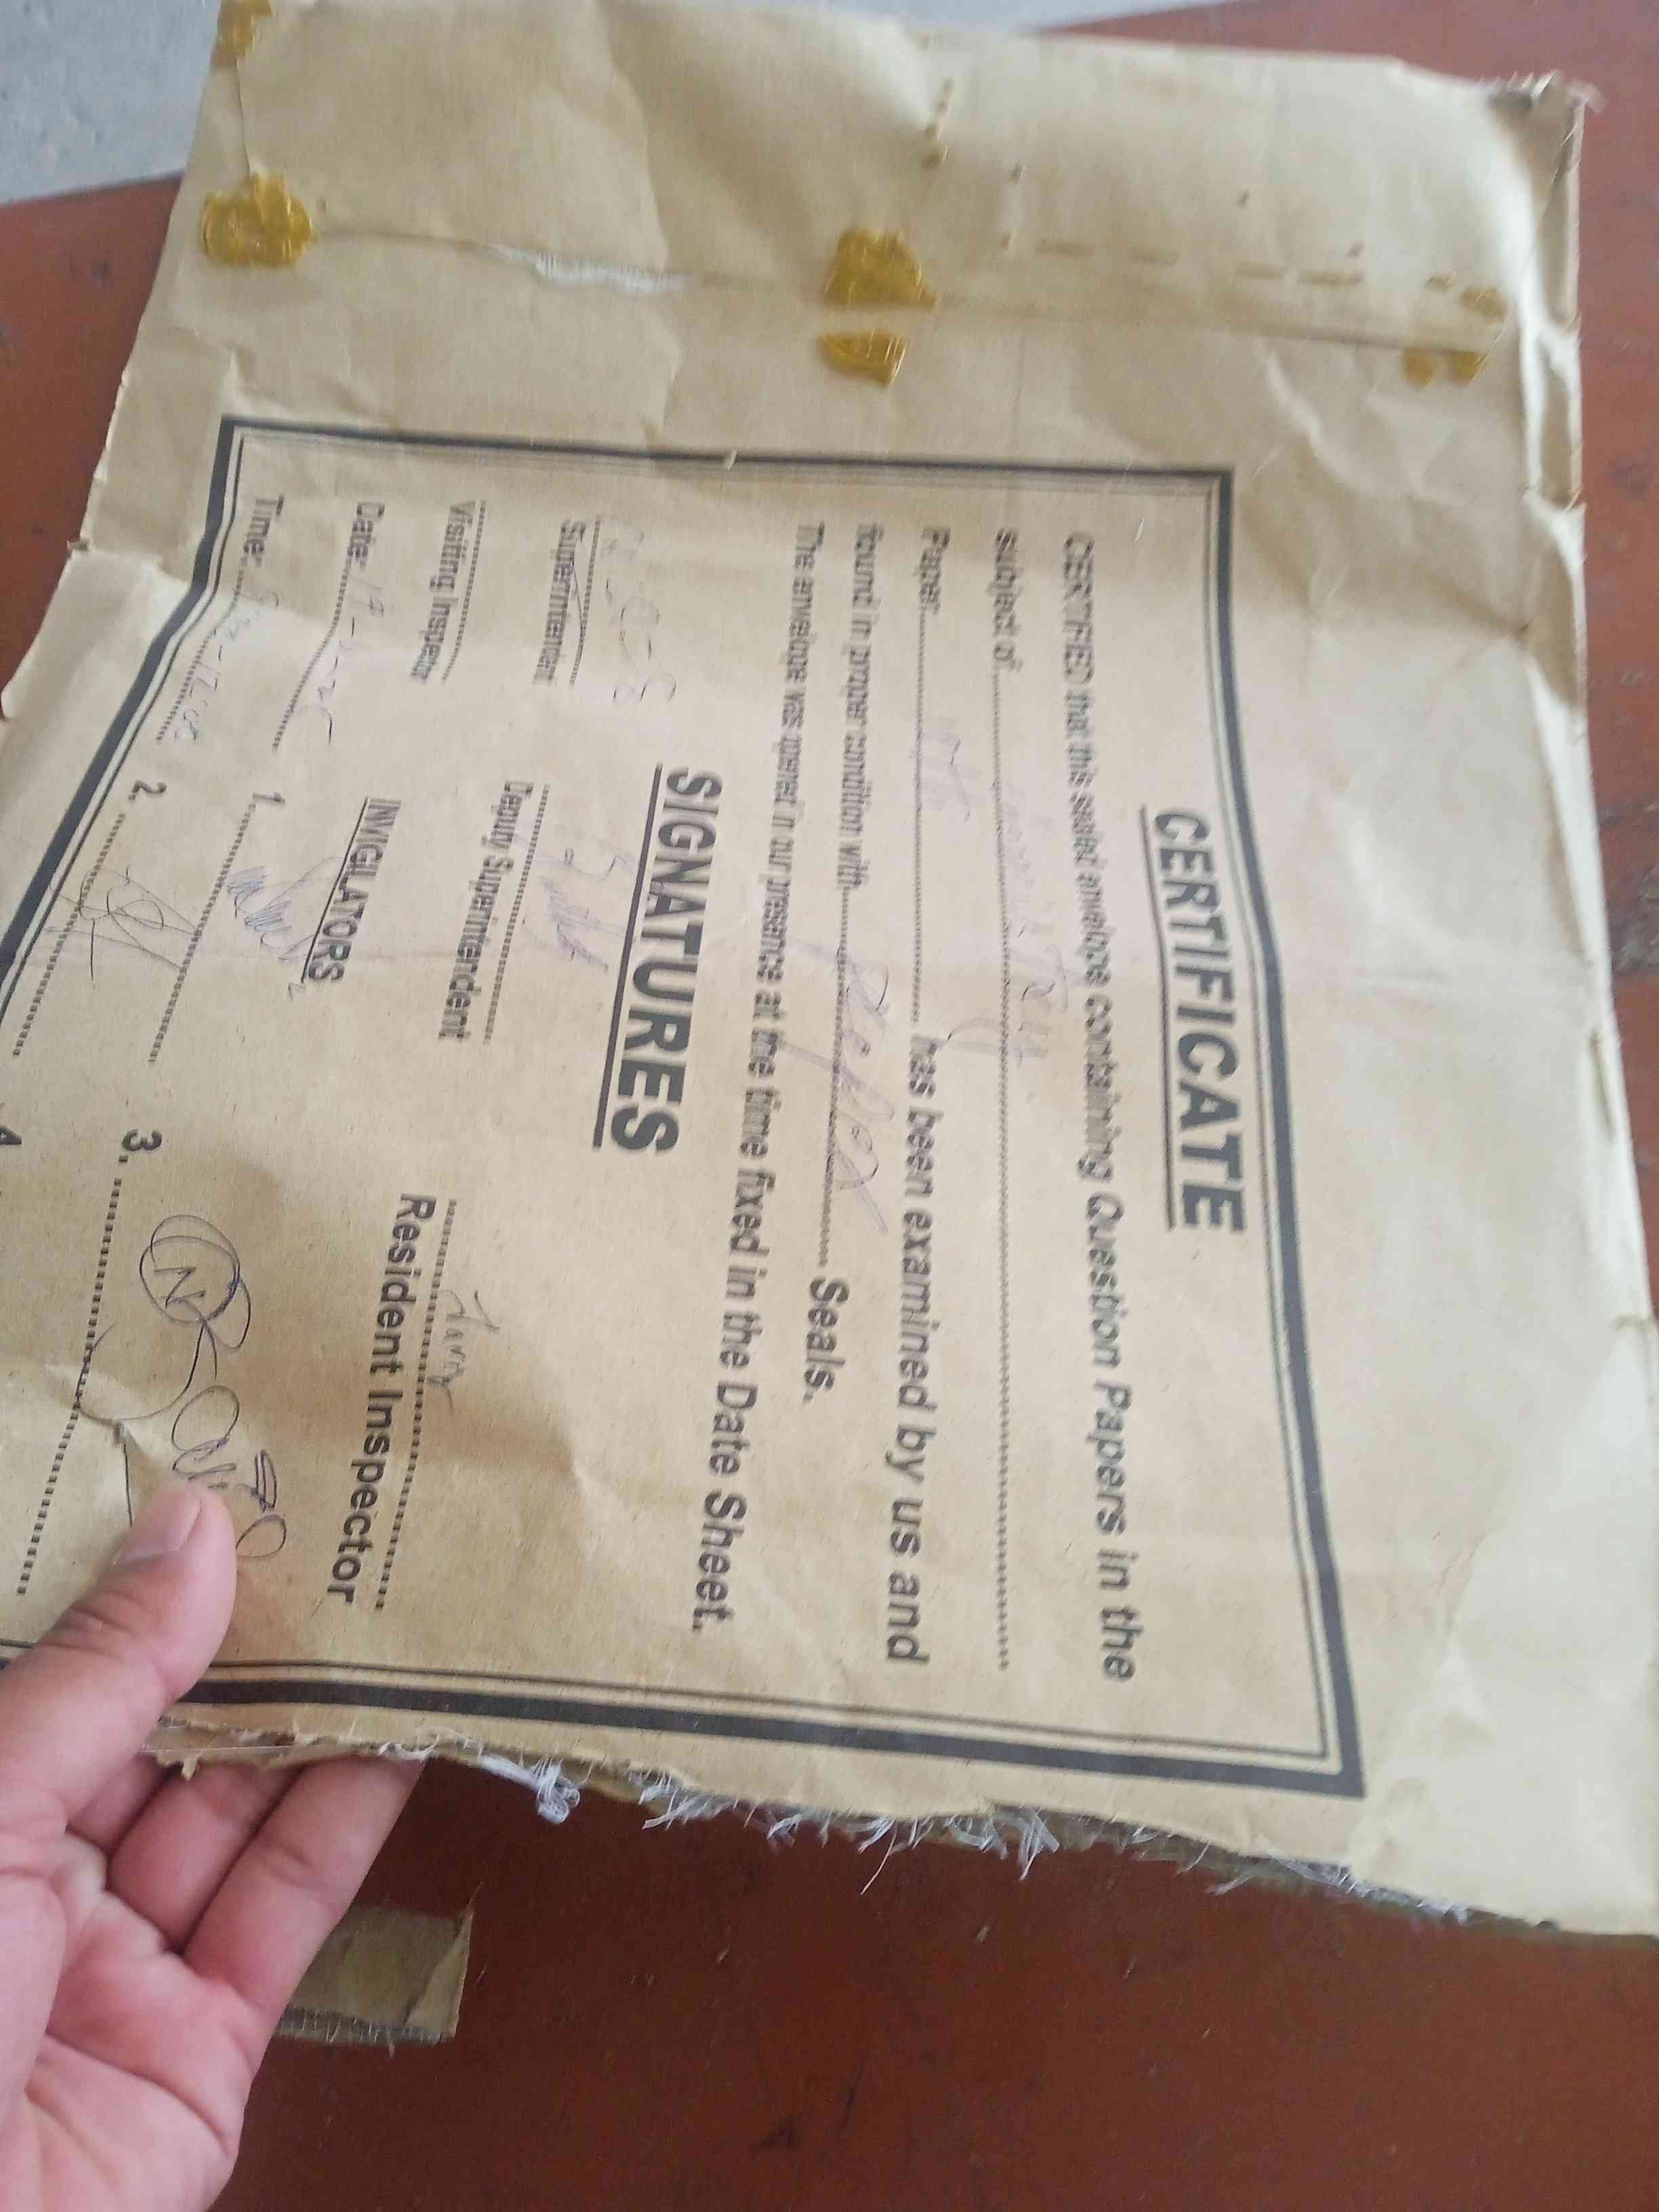 CERTIFICATE
CERTIFIED that this sealed envelope containing Question Papers in the
subject of
Paper has been examined by us and
found in proper condition with Seals.
The envelope was opened in our presence at the time fixed in the Date Sheet.
SIGNATURES
Superintendent Deputy Superintendent Resident Inspector
Visiting Inspector
INVIGILATORS
Date:
Time:
1.
2.
3.
4.